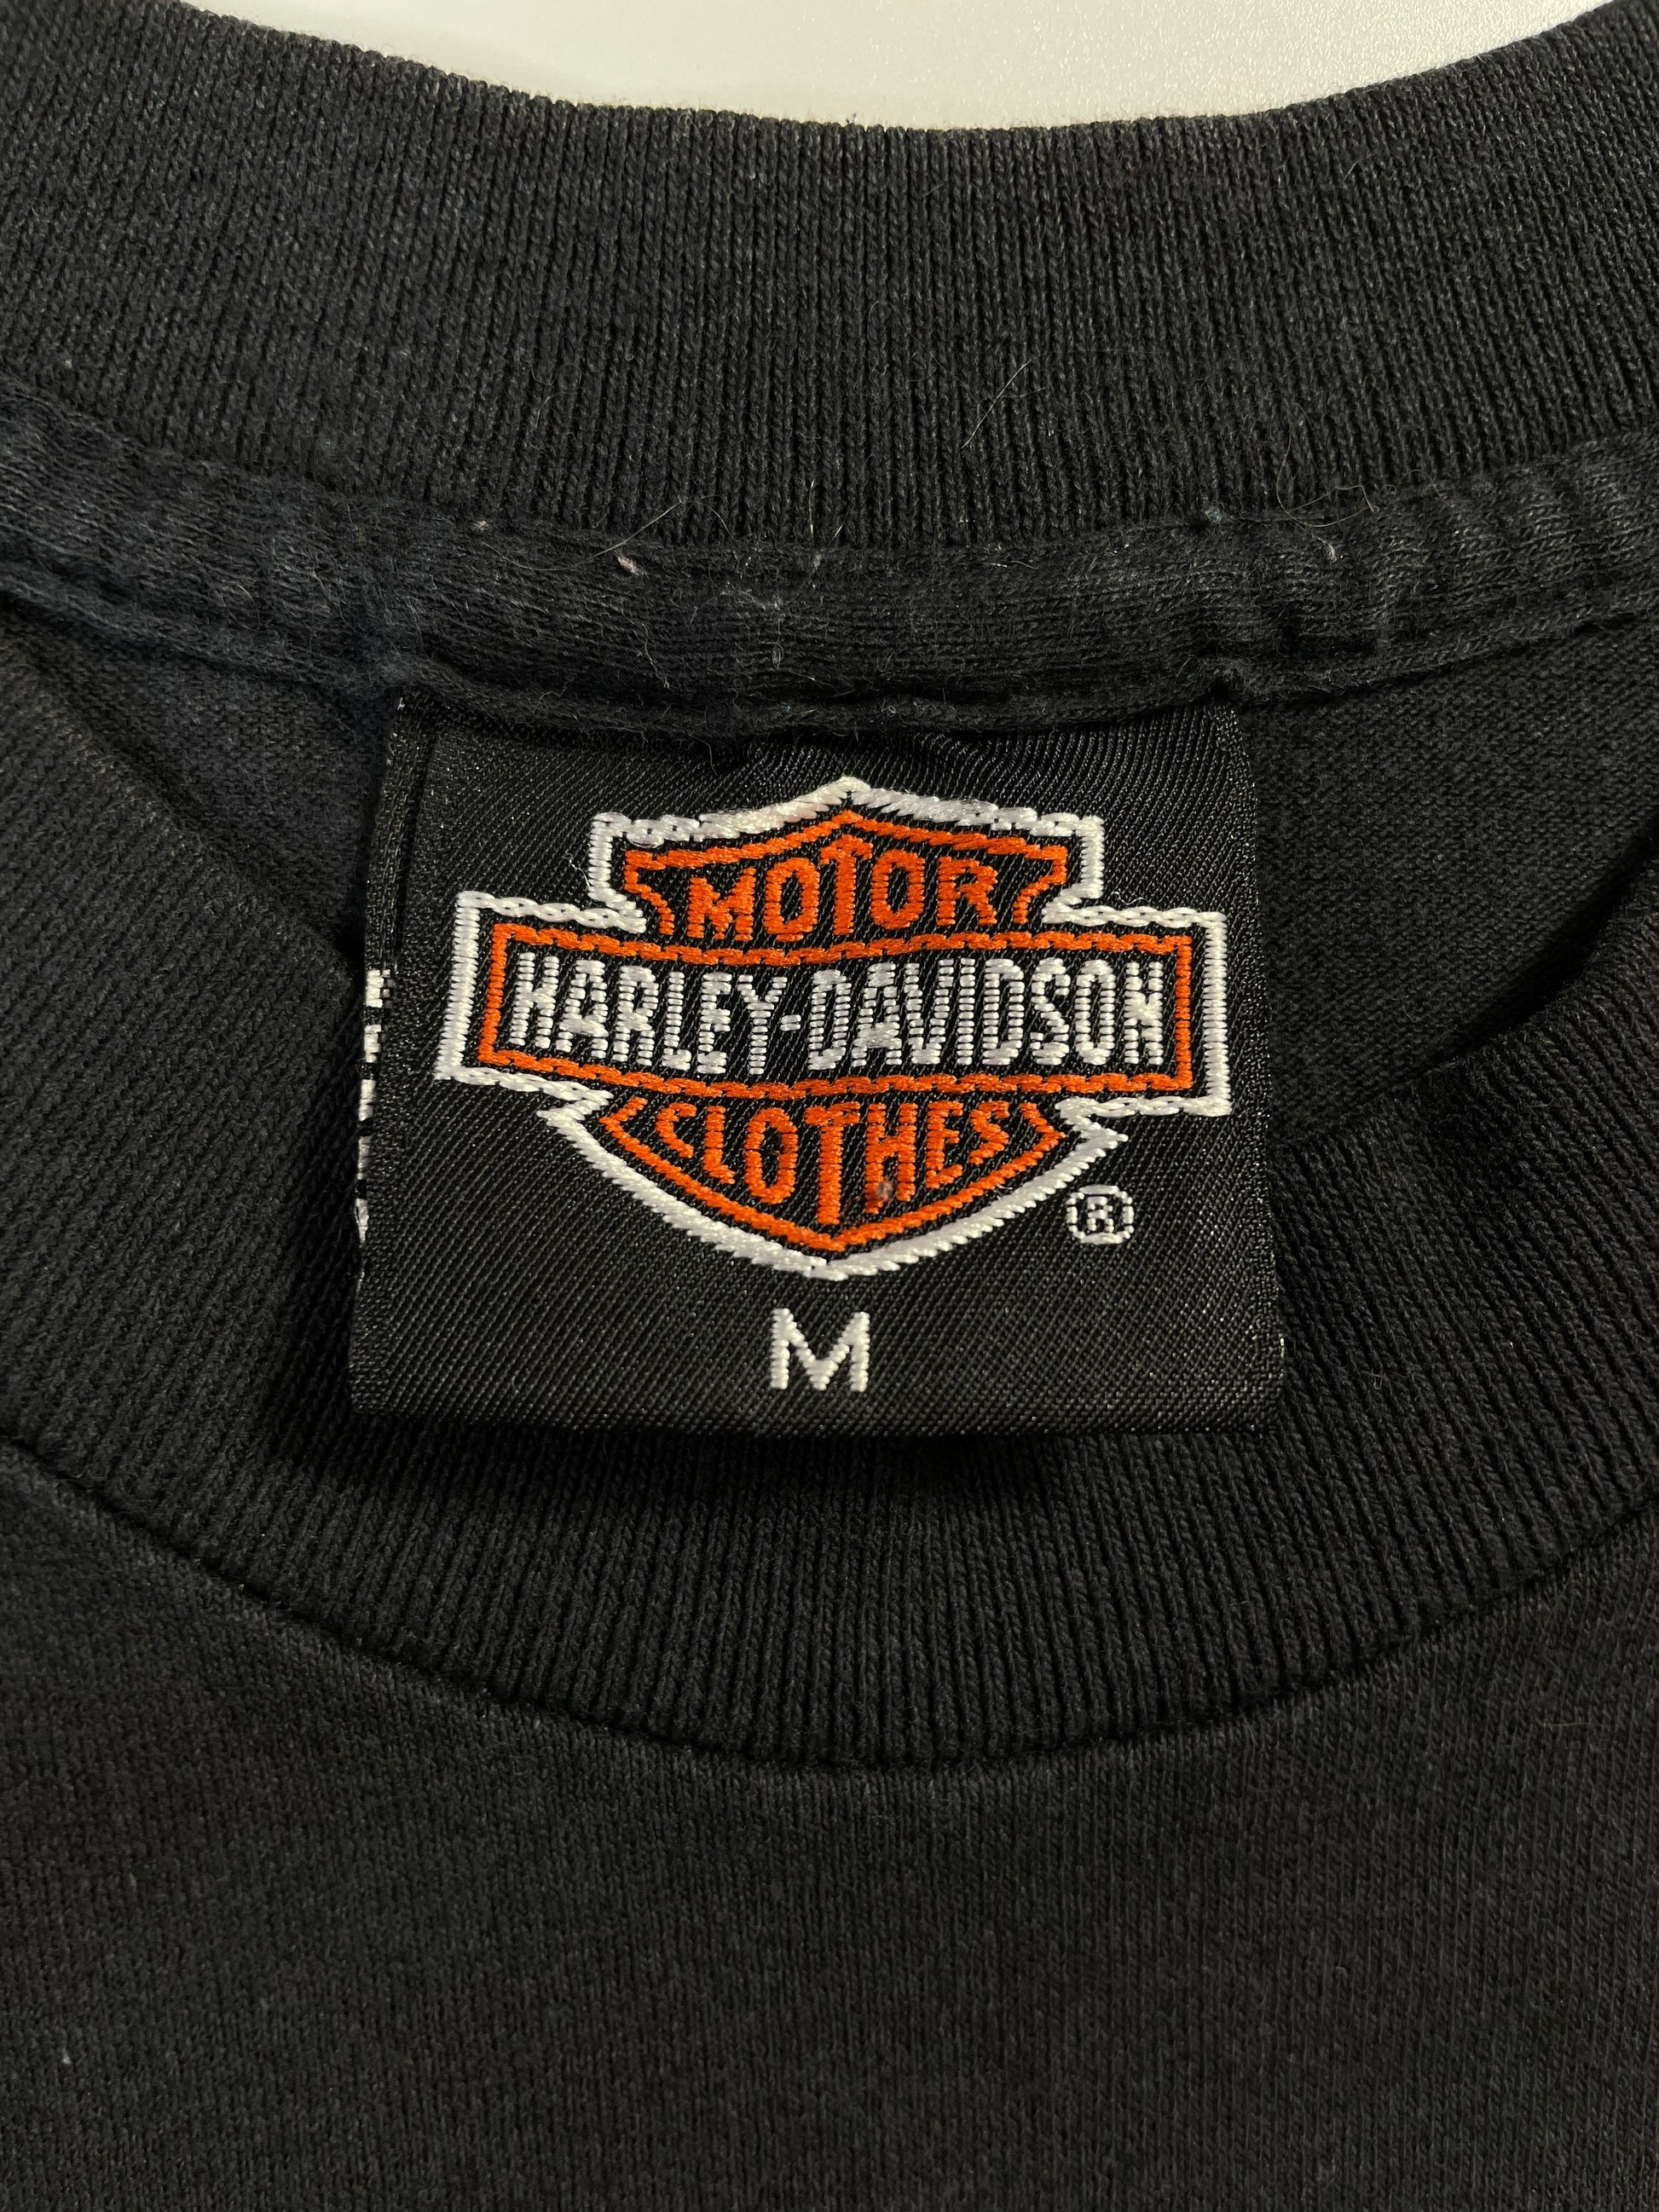 MOTOR
HARLEY-DAVIDSON
CLOTHES
®
M